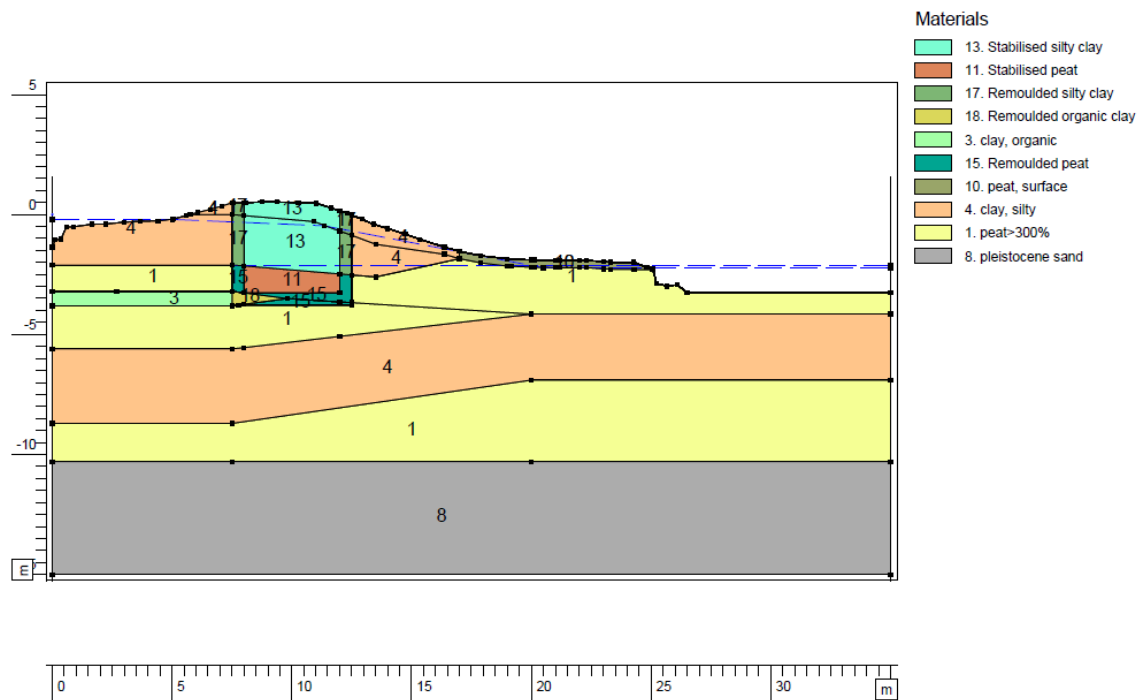 Materials
13. Stabilised silty clay
11. Stabilised peat
17. Remoulded silty clay
18. Remoulded organic clay
3. clay, organic
15. Remoulded peat
10. peat, surface
4. clay, silty
1. peat>300%
8. pleistocene sand
5
0
-5
-10
m
4
17
13
17
4
4
17
13
17
4
10
1
15
11
1
3
18
15
15
1
4
1
8
0 5 10 15 20 25 30 m